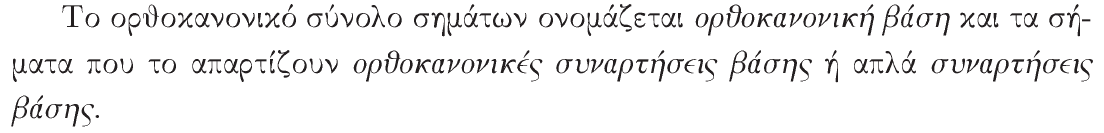 Το ορθοκανονικό σύνολο σημάτων ονομάζεται ορθοκανονική βάση και τα σή-
ματα που το απαρτίζουν ορθοκανονικές συναρτήσεις βάσης ή απλά συναρτήσεις
βάσης.